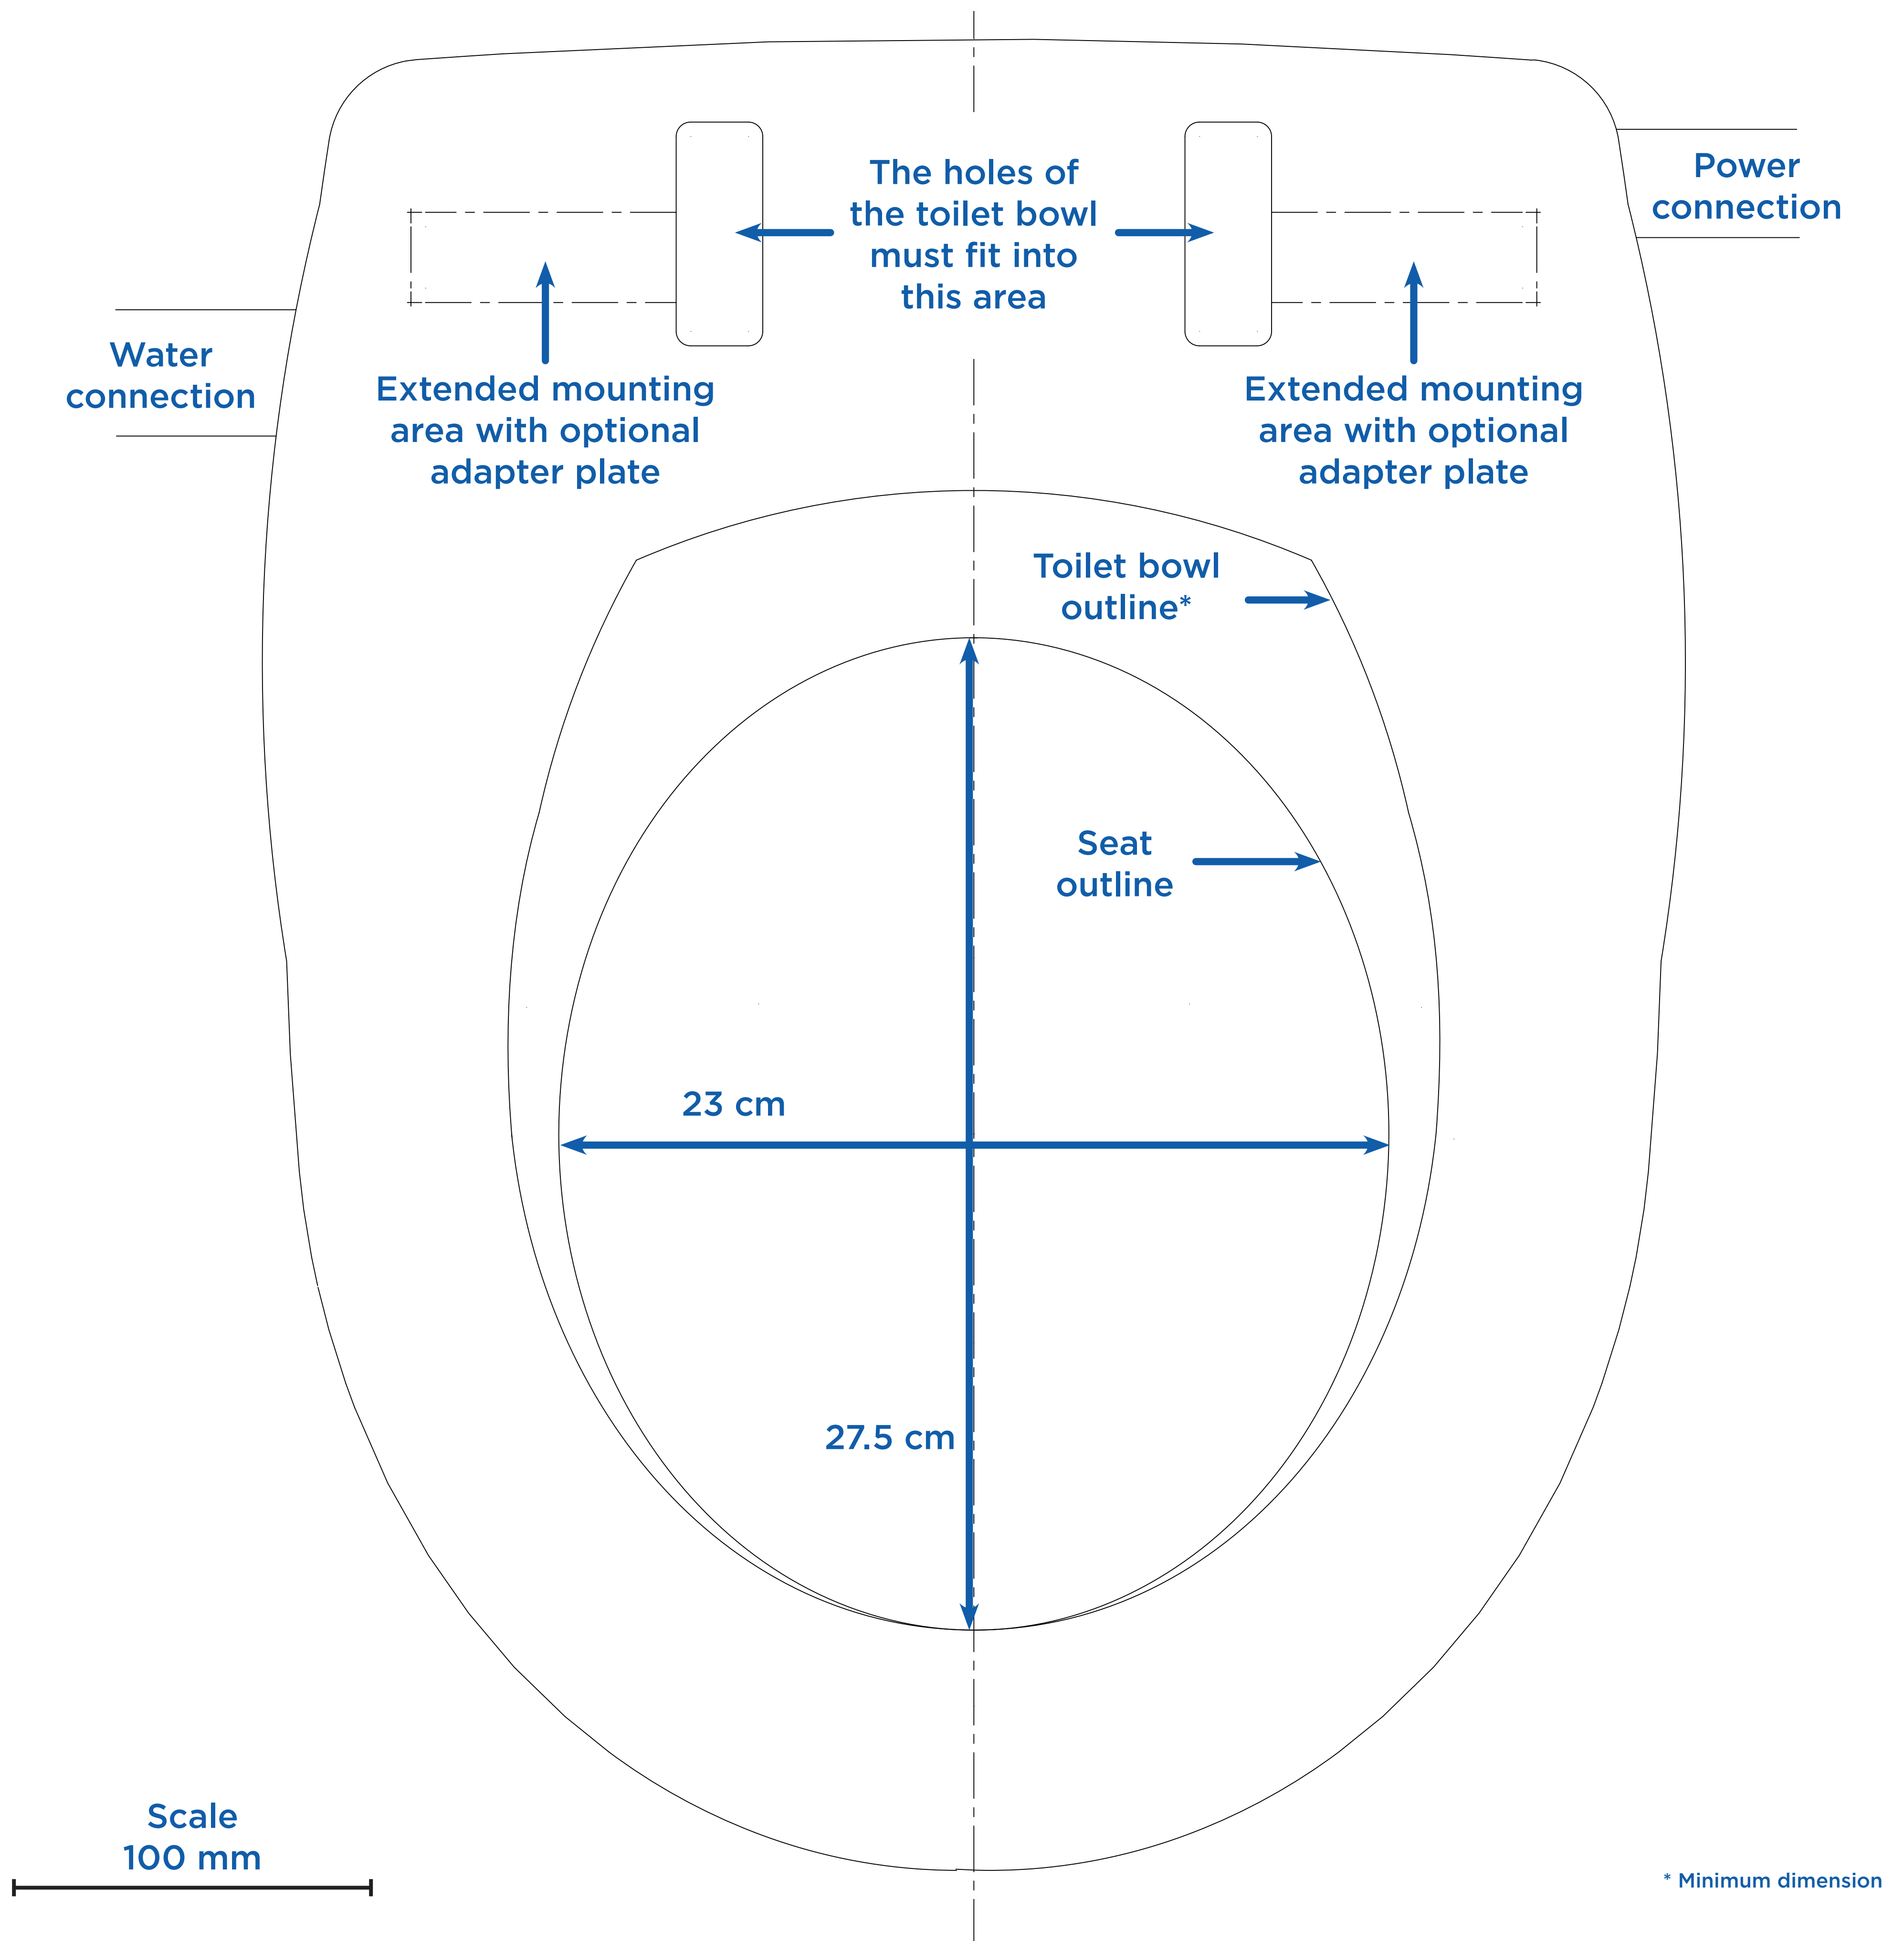 The holes of
the toilet bowl
must fit into
this area
Power
connection
Water
connection
Extended mounting
area with optional
adapter plate
Extended mounting
area with optional
adapter plate
Toilet bowl
outline*
Seat
outline
23 cm
27.5 cm
Scale
100 mm
* Minimum dimension